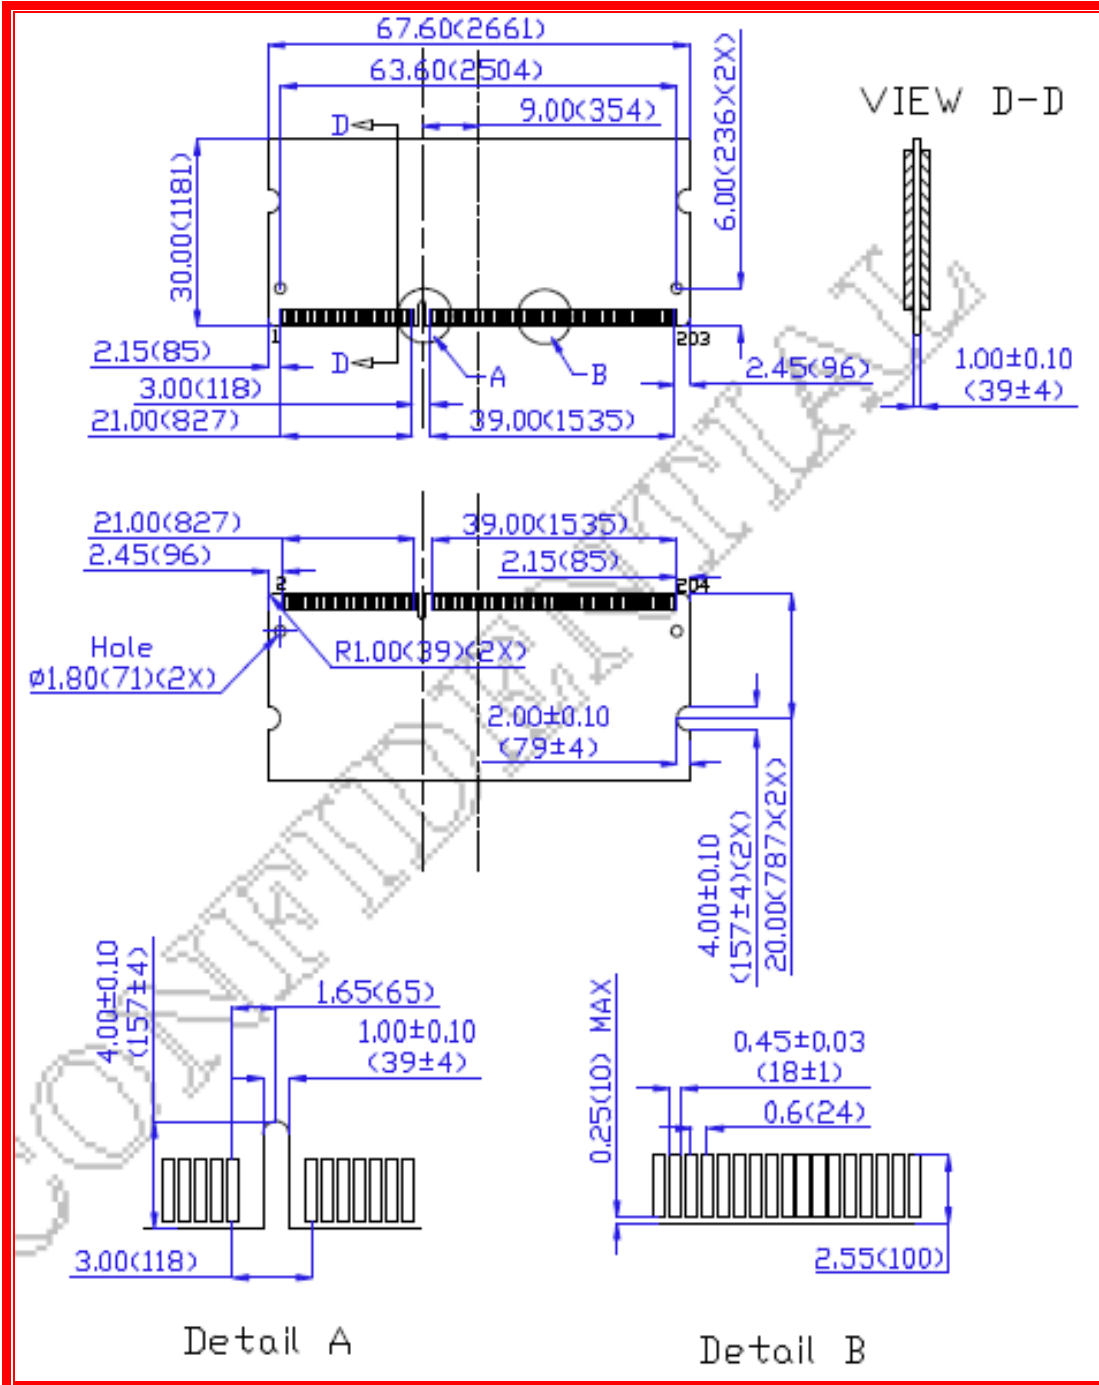 67.60(2661)
63.60(2504)
9.00(354)
VIEW D-D
D
6.00(236)(2X)
30.00(1181)
1
203
2.15(85)
D
A
B
2.45(96)
1.00±0.10
(39±4)
3.00(118)
21.00(827)
39.00(1535)
21.00(827)
39.00(1535)
2.45(96)
2.15(85)
2
204
Hole
ø1.80(71)(2X)
R1.00(39)(2X)
2.00±0.10
(79±4)
4.00±0.10
(157±4)(2X)
20.00(787)(2X)
CONFIDENTIAL
4.00±0.10
(157±4)
1.65(65)
1.00±0.10
(39±4)
3.00(118)
0.25(10) MAX
0.45±0.03
(18±1)
0.6(24)
2.55(100)
Detail A
Detail B